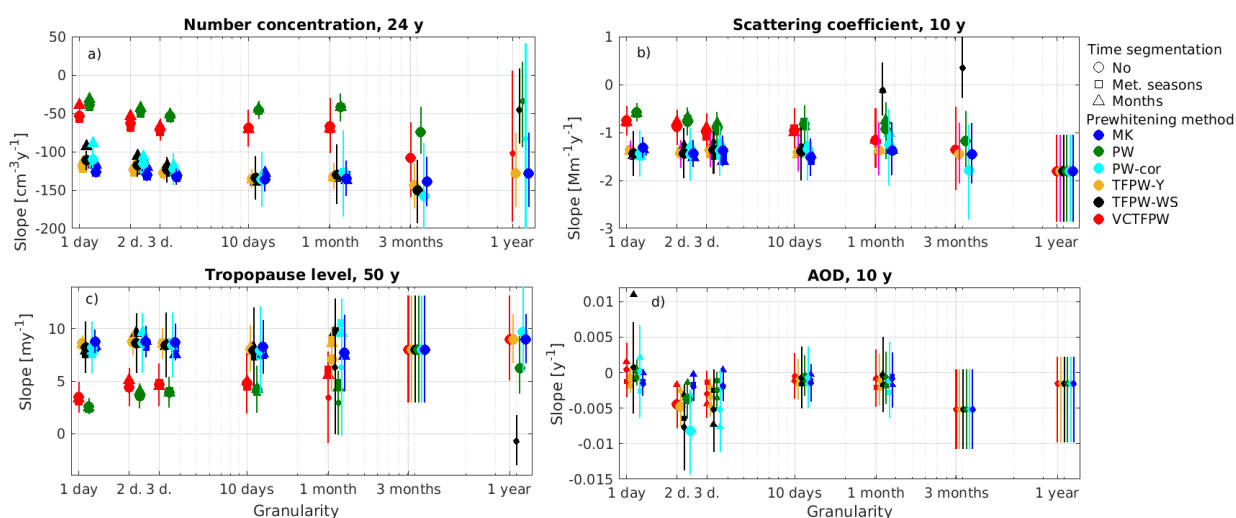 Number concentration, 24 y
a)
50
0
-50
-100
-150
-200
Slope [cm-3y-1]
1 day
2 d.
3 d.
10 days
1 month
3 months
1 year
Scattering coefficient, 10 y
b)
1
0
-1
-2
-3
Slope [Mm-1y-1]
1 day
2 d.
3 d.
10 days
1 month
3 months
1 year
Time segmentation
No
Met. seasons
Months
Prewhitening method
MK
PW
PW-cor
TFPW-Y
TFPW-WS
VCTFPW
Tropopause level, 50 y
c)
10
5
0
Slope [my-1]
1 day
2 d.
3 d.
10 days
1 month
3 months
1 year
Granularity
AOD, 10 y
d)
0.01
0.005
0
-0.005
-0.01
-0.015
Slope [y-1]
1 day
2 d.
3 d.
10 days
1 month
3 months
1 year
Granularity